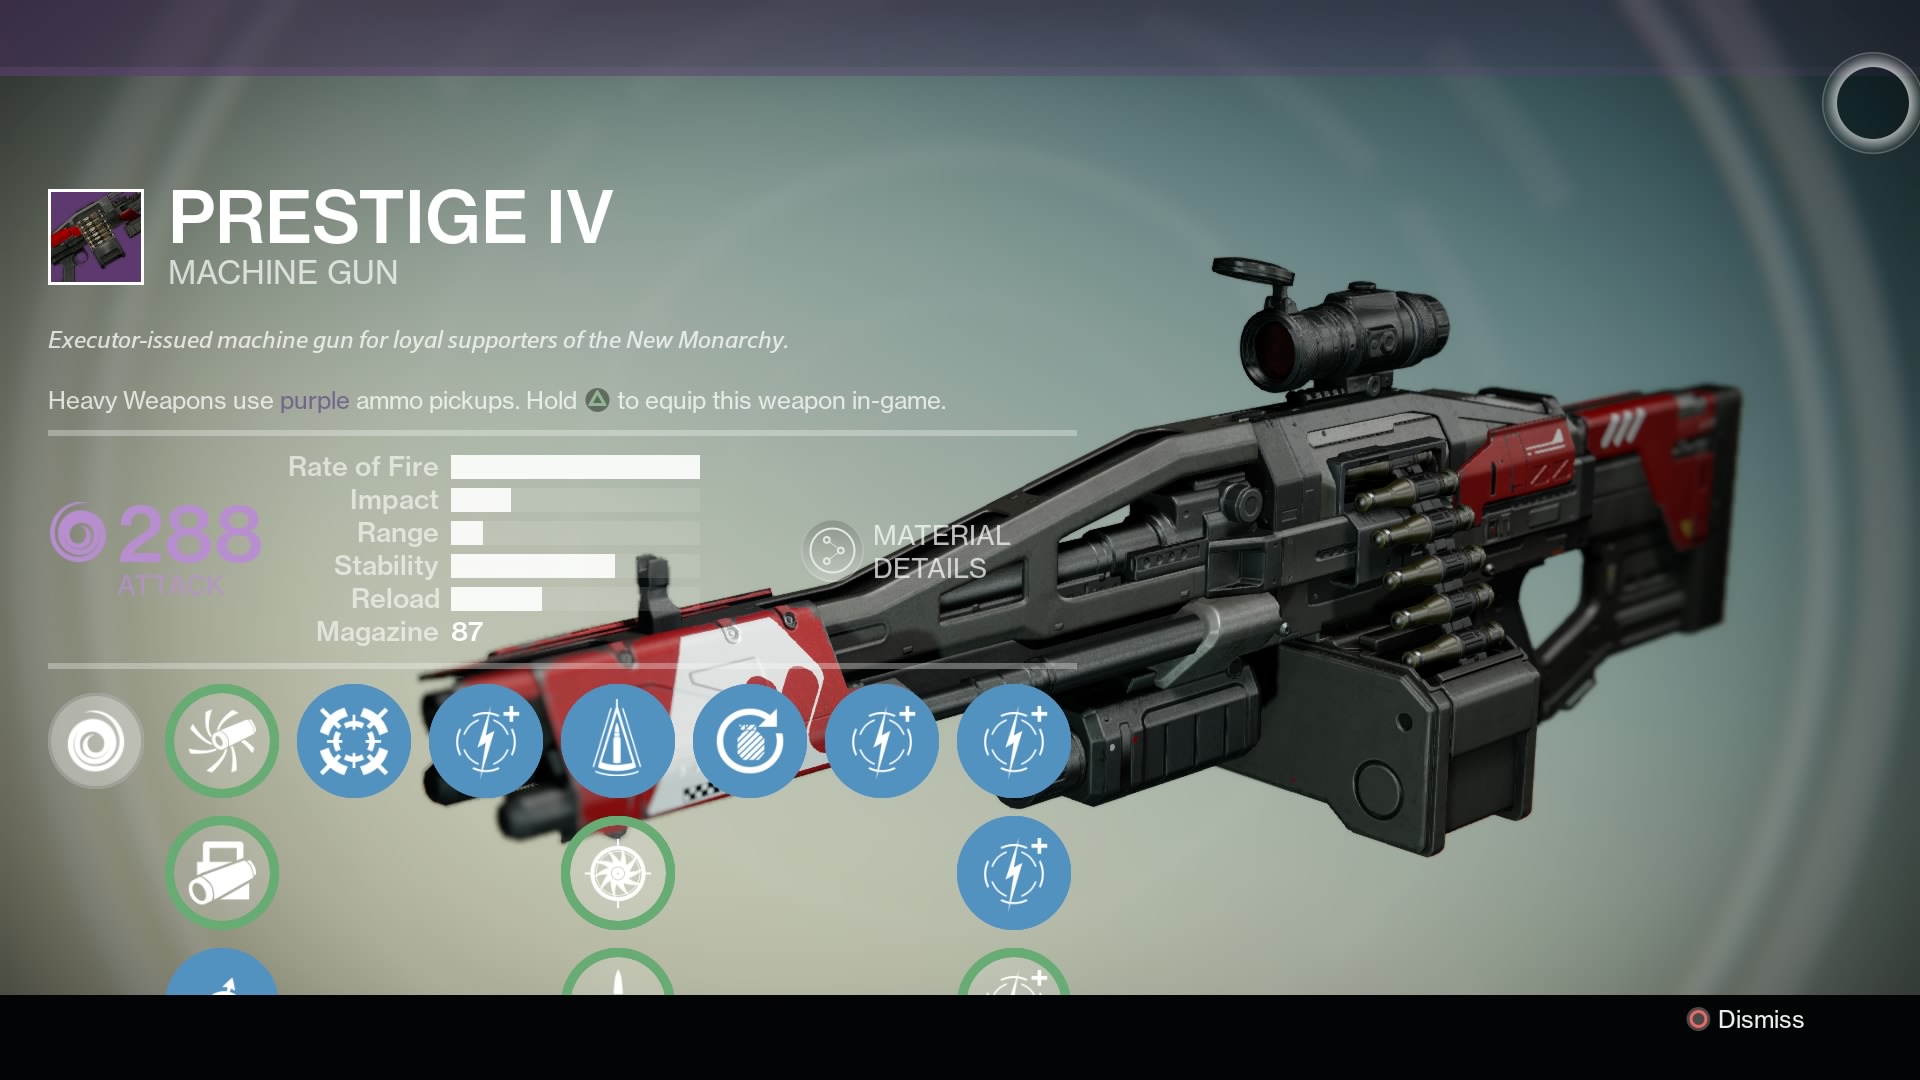 PRESTIGE IV
MACHINE GUN
Executor-issued machine gun for loyal supporters of the New Monarchy.
Heavy Weapons use purple ammo pickups. Hold to equip this weapon in-game.
288
ATTACK
Rate of Fire
Impact
Range
Stability
Reload
Magazine 87
MATERIAL
DETAILS
Dismiss